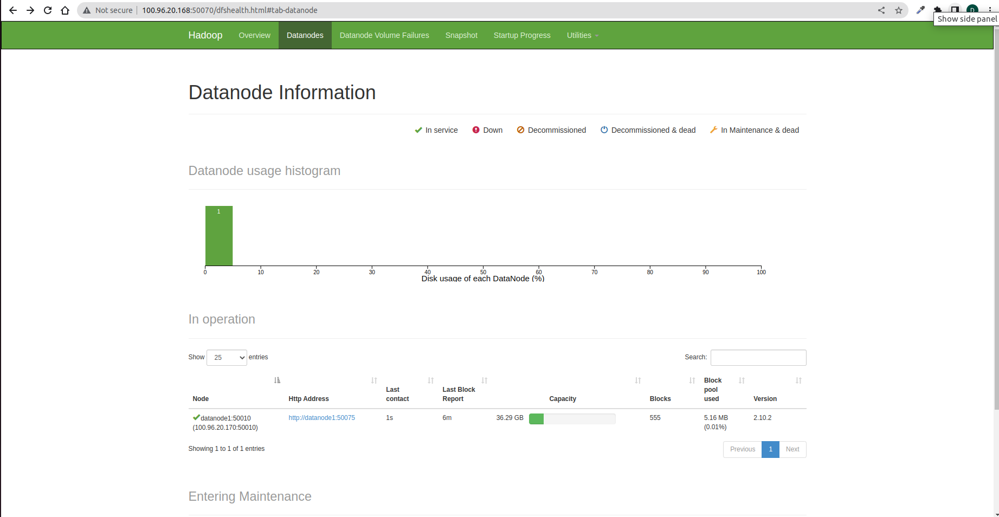 Not secure 100.96.20.168:50070/dfshealth.html#tab-datanode
D
Show side panel
Hadoop Overview Datanodes Datanode Volume Failures Snapshot Startup Progress Utilities
Datanode Information
In service Down Decommissioned Decommissioned & dead In Maintenance & dead
Datanode usage histogram
1
0 10 20 30 40 50 60 70 80 90 100
Disk usage of each DataNode (%)
In operation
Show 25 entries Search:
Node Http Address Last contact Last Block Report Capacity Blocks Block pool used Version
datanode1:50010 http://datanode1:50075 1s 6m 36.29 GB 555 5.16 MB 2.10.2
(100.96.20.170:50010) (0.01%)
Showing 1 to 1 of 1 entries Previous 1 Next
Entering Maintenance